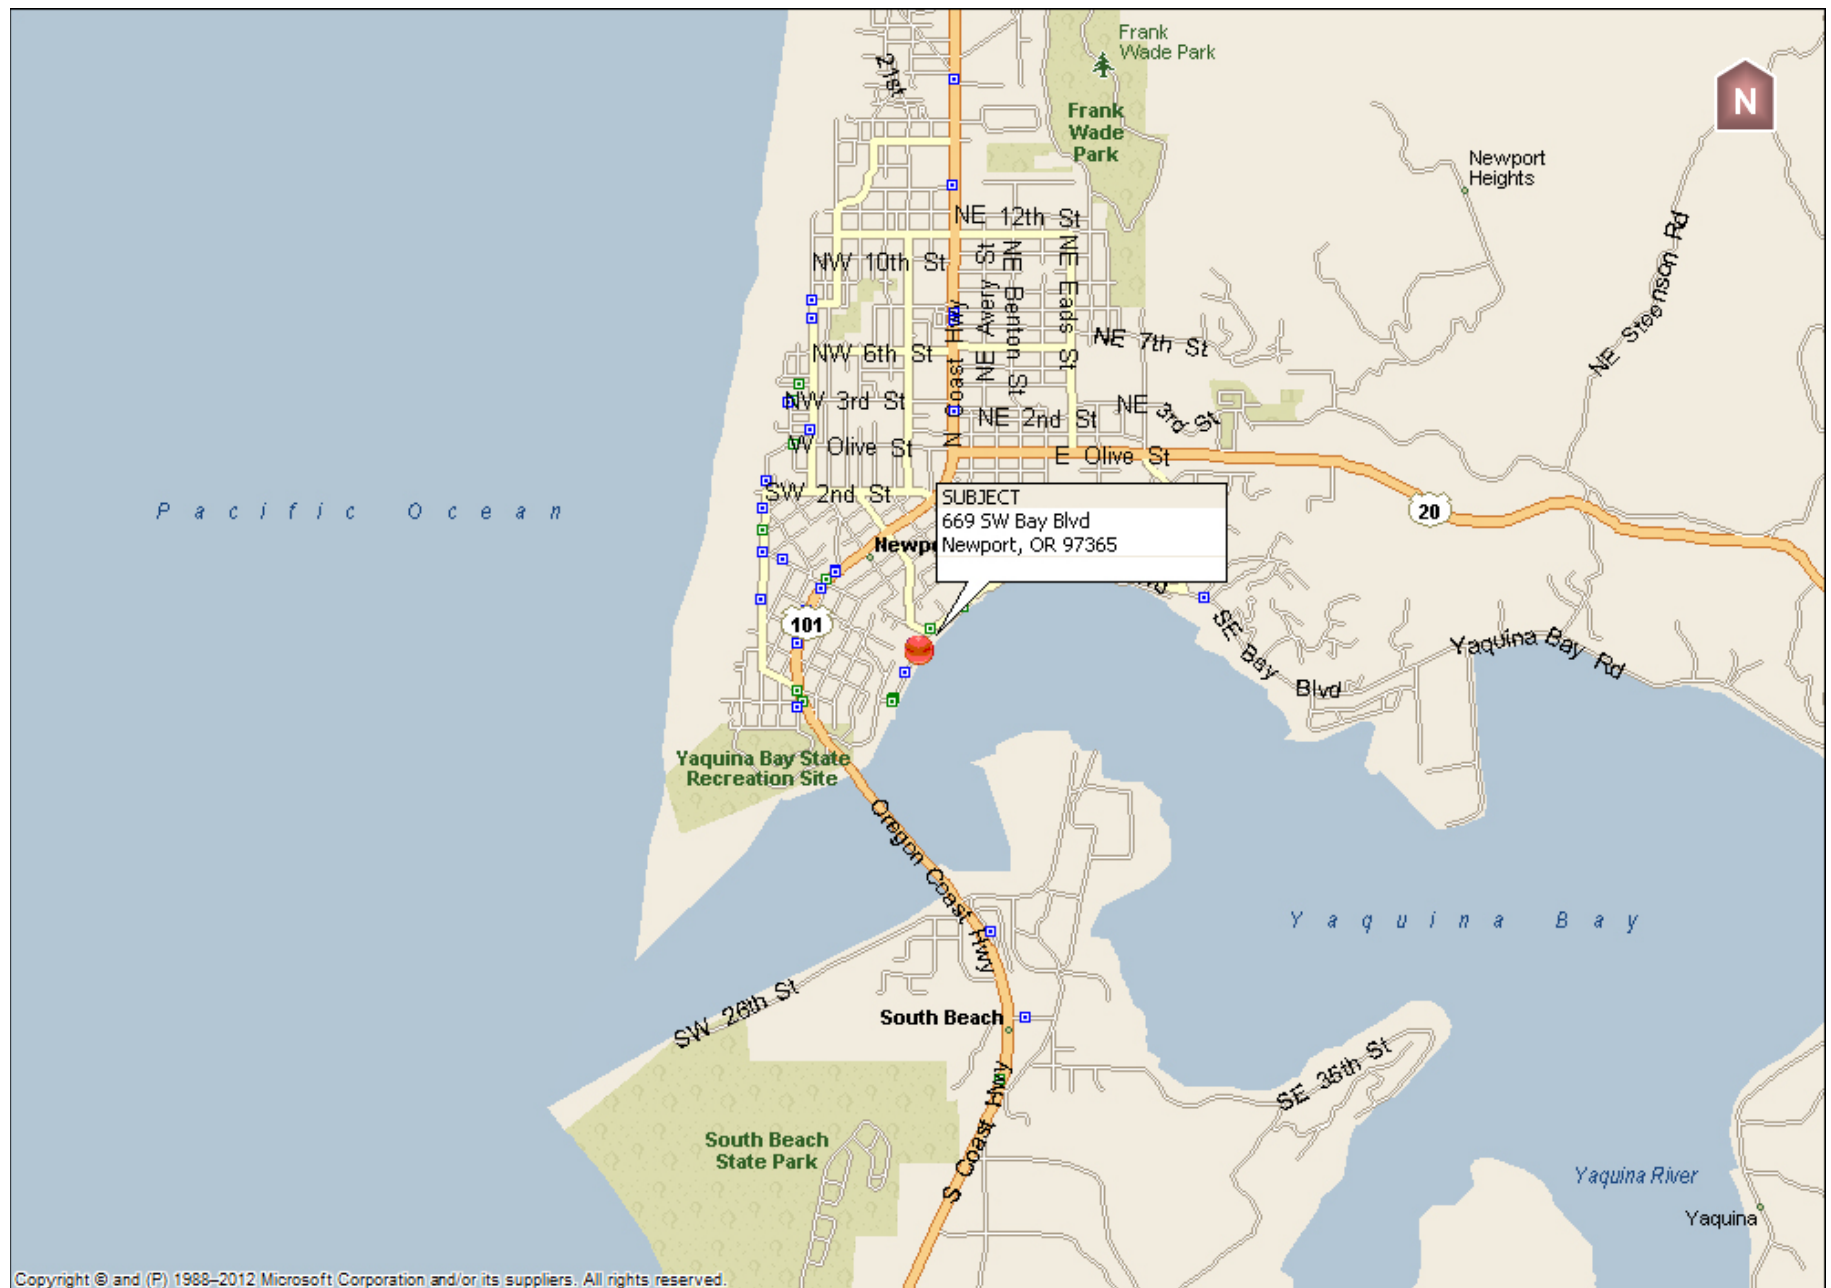 Frank
Wade Park
21st
Frank
Wade
Park
N
Newport
Heights
NE 12th St
NE Steenson Rd
NW 10th St
NE Avery St
NE Benton St
NE Eads St
N Coast Hwy
NE 7th St
NW 6th St
NW 3rd St
NE 2nd St
NE 3rd St
W Olive St
E Olive St
SW 2nd St
Pacific Ocean
20
SUBJECT
669 SW Bay Blvd
Newport, OR 97365
Newpo
101
SE Bay Blvd
Yaquina Bay Rd
Yaquina Bay State
Recreation Site
Oregon Coast Hwy
Yaquina Bay
SW 26th St
South Beach
SE 35th St
S Coast Hwy
South Beach
State Park
Yaquina River
Yaquina
Copyright © and (P) 1988–2012 Microsoft Corporation and/or its suppliers. All rights reserved.